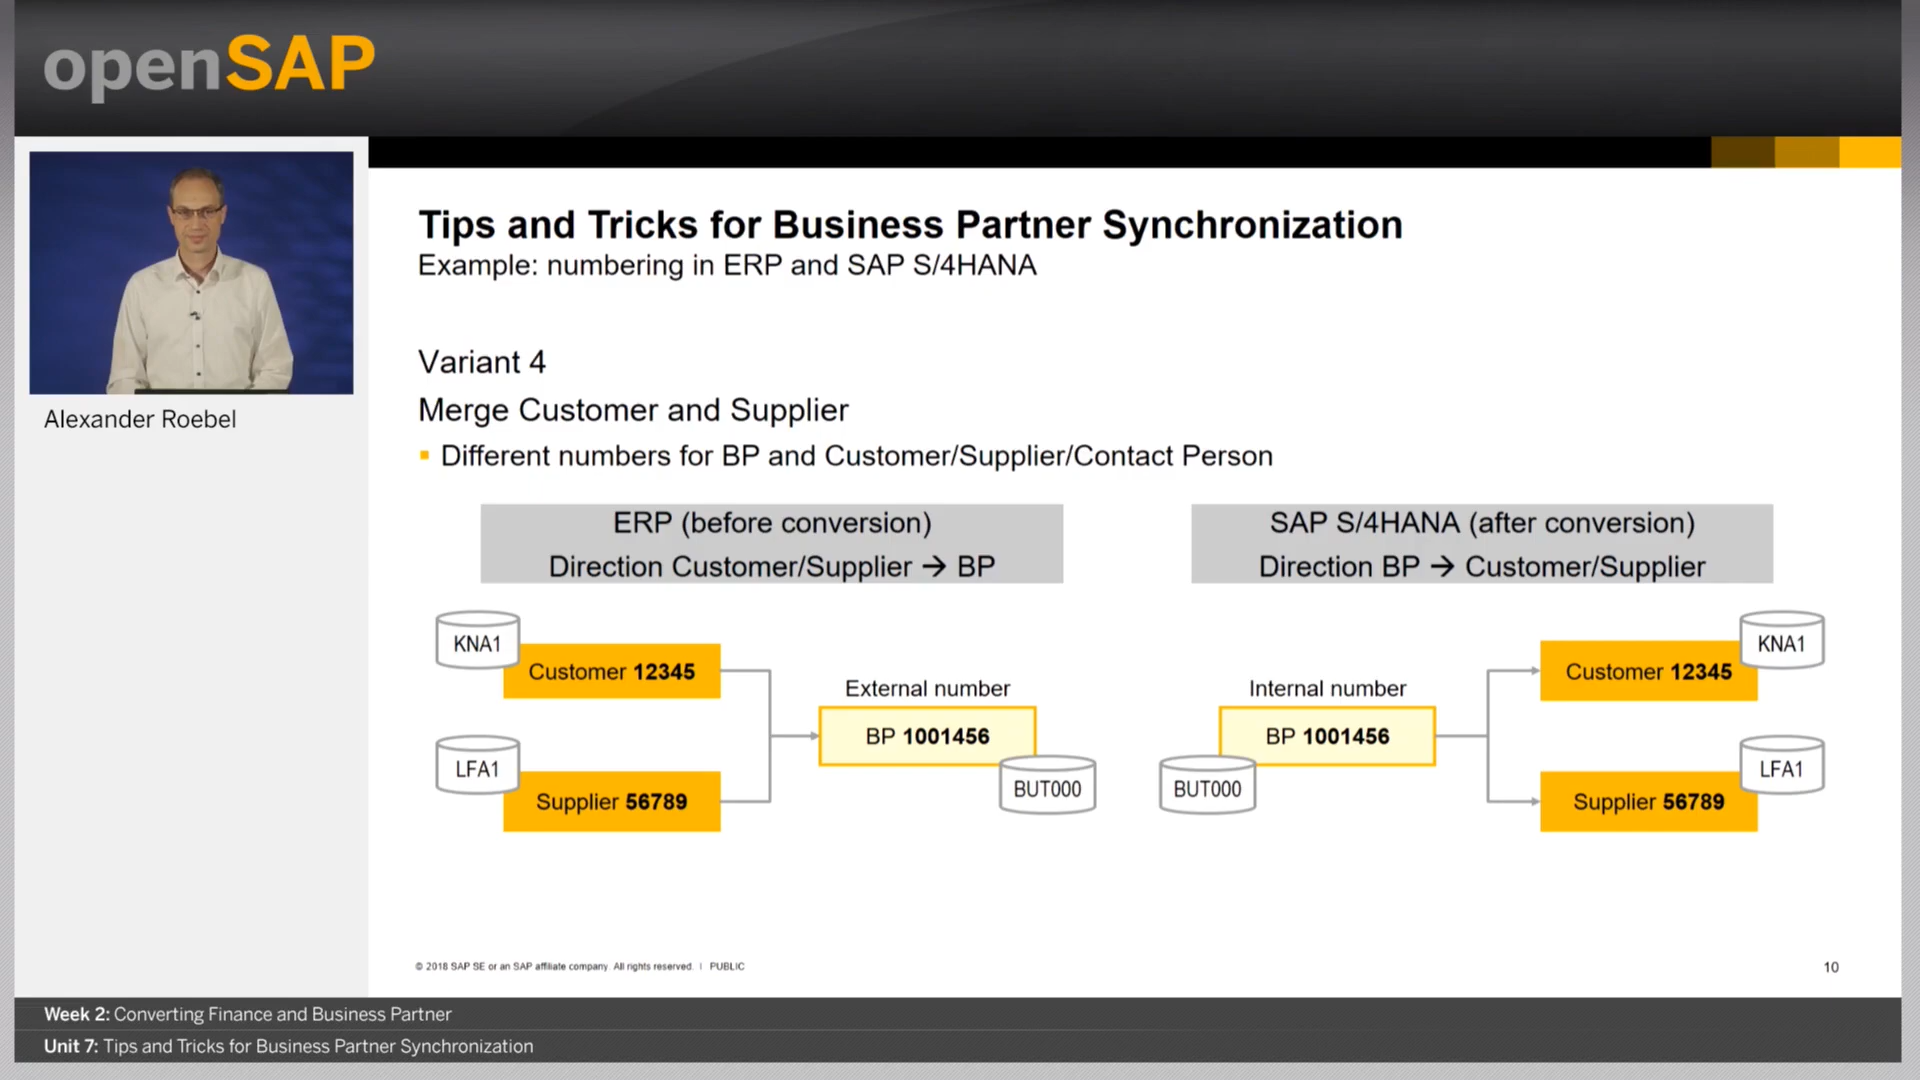 openSAP
Alexander Roebel
Tips and Tricks for Business Partner Synchronization
Example: numbering in ERP and SAP S/4HANA
Variant 4
Merge Customer and Supplier
▪ Different numbers for BP and Customer/Supplier/Contact Person
ERP (before conversion)
Direction Customer/Supplier → BP
KNA1
Customer 12345
LFA1
Supplier 56789
External number
BP 1001456
BUT000
SAP S/4HANA (after conversion)
Direction BP → Customer/Supplier
Internal number
BP 1001456
BUT000
KNA1
Customer 12345
LFA1
Supplier 56789
© 2018 SAP SE or an SAP affiliate company. All rights reserved. | PUBLIC
10
Week 2: Converting Finance and Business Partner
Unit 7: Tips and Tricks for Business Partner Synchronization